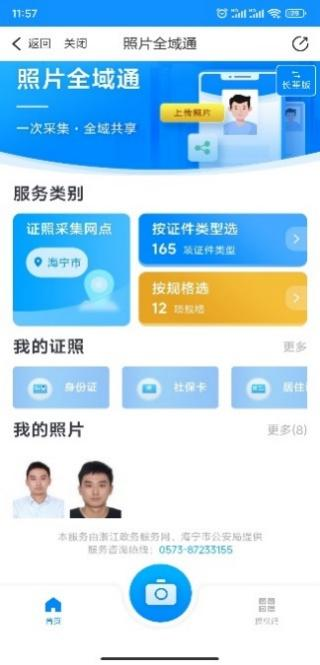 11:57
返回 关闭 照片全域通
照片全域通
一次采集·全域共享
上传照片
长辈版
服务类别
证照采集网点
海宁市
按证件类型选
165 项证件类型
按规格选
12 项规格
我的证照 更多
身份证 社保卡 居住
我的照片 更多(8)
本服务由浙江政务服务网、海宁市公安局提供
服务咨询热线：0573-87233155
首页